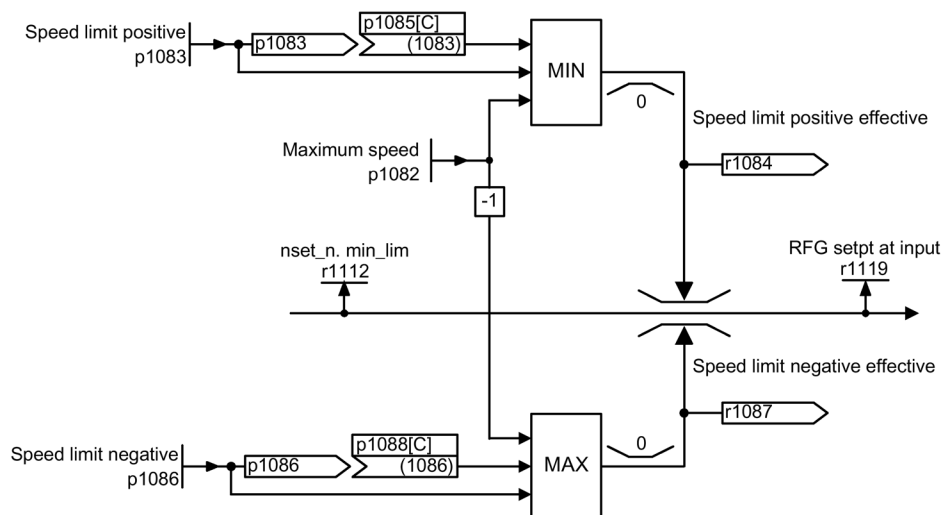 p1085[C]
Speed limit positive
p1083
p1083
(1083)
MIN
0
Speed limit positive effective
r1084
Maximum speed
p1082
-1
nset_n. min_lim
r1112
RFG setpt at input
r1119
Speed limit negative effective
r1087
p1088[C]
Speed limit negative
p1086
p1086
(1086)
MAX
0